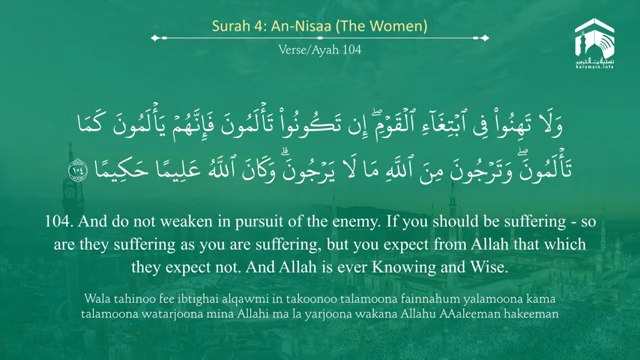 Surah 4: An-Nisaa (The Women)
Verse/Ayah 104
haramain.info
وَلَا تَهِنُوا۟ فِى ٱبْتِغَآءِ ٱلْقَوْمِ ۖ إِن تَكُونُوا۟ تَأْلَمُونَ فَإِنَّهُمْ يَأْلَمُونَ كَمَا
تَأْلَمُونَ ۖ وَتَرْجُونَ مِنَ ٱللَّهِ مَا لَا يَرْجُونَ ۗ وَكَانَ ٱللَّهُ عَلِيمًا حَكِيمًا ١٠٤
104. And do not weaken in pursuit of the enemy. If you should be suffering - so
are they suffering as you are suffering, but you expect from Allah that which
they expect not. And Allah is ever Knowing and Wise.
Wala tahinoo fee ibtighai alqawmi in takoonoo talamoona fainnahum yalamoona kama
talamoona watarjoona mina Allahi ma la yarjoona wakana Allahu AAaleeman hakeeman